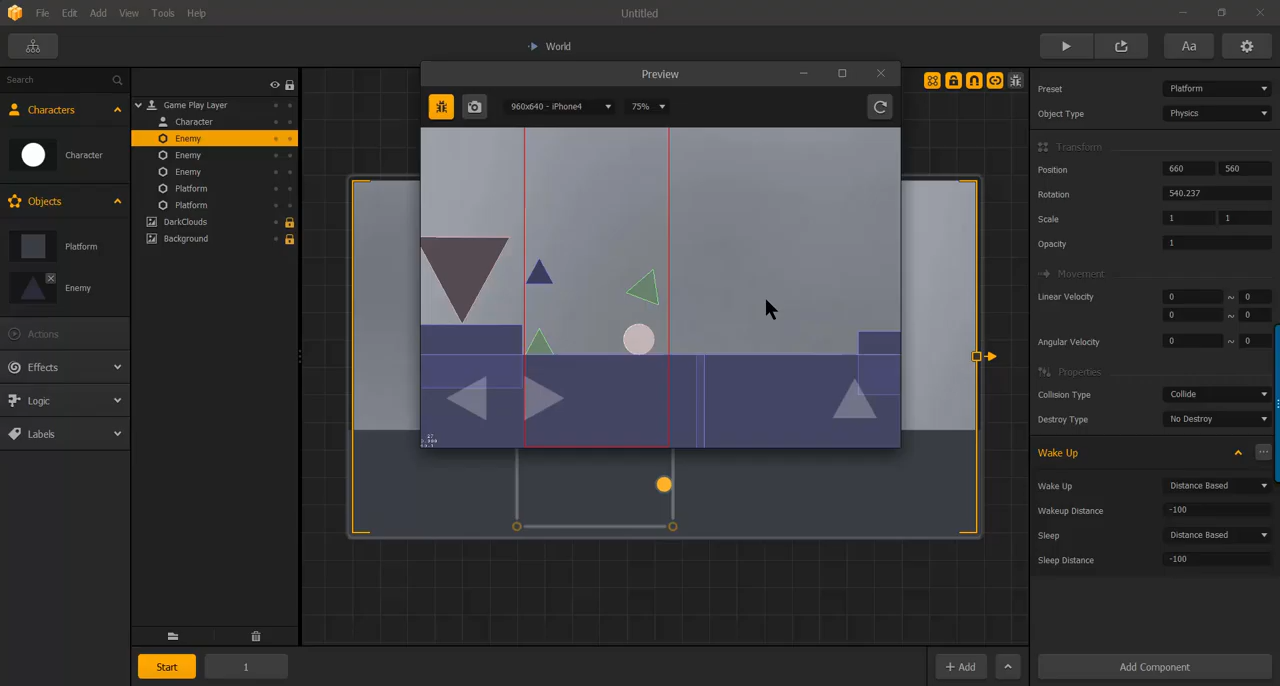 File Edit Add View Tools Help
Untitled
World
Aa
Search
Characters
Character
Objects
Platform
Enemy
Actions
Effects
Logic
Labels
Game Play Layer
Character
Enemy
Enemy
Enemy
Platform
Platform
DarkClouds
Background
Preview
960x640 - iPhone4
75%
Preset
Platform
Object Type
Physics
Transform
Position
660
560
Rotation
540.237
Scale
1
1
Opacity
1
Movement
Linear Velocity
0 ~ 0
0 ~ 0
Angular Velocity
0 ~ 0
Properties
Collision Type
Collide
Destroy Type
No Destroy
Wake Up
Wake Up
Distance Based
Wakeup Distance
-100
Sleep
Distance Based
Sleep Distance
-100
Start
1
+ Add
Add Component